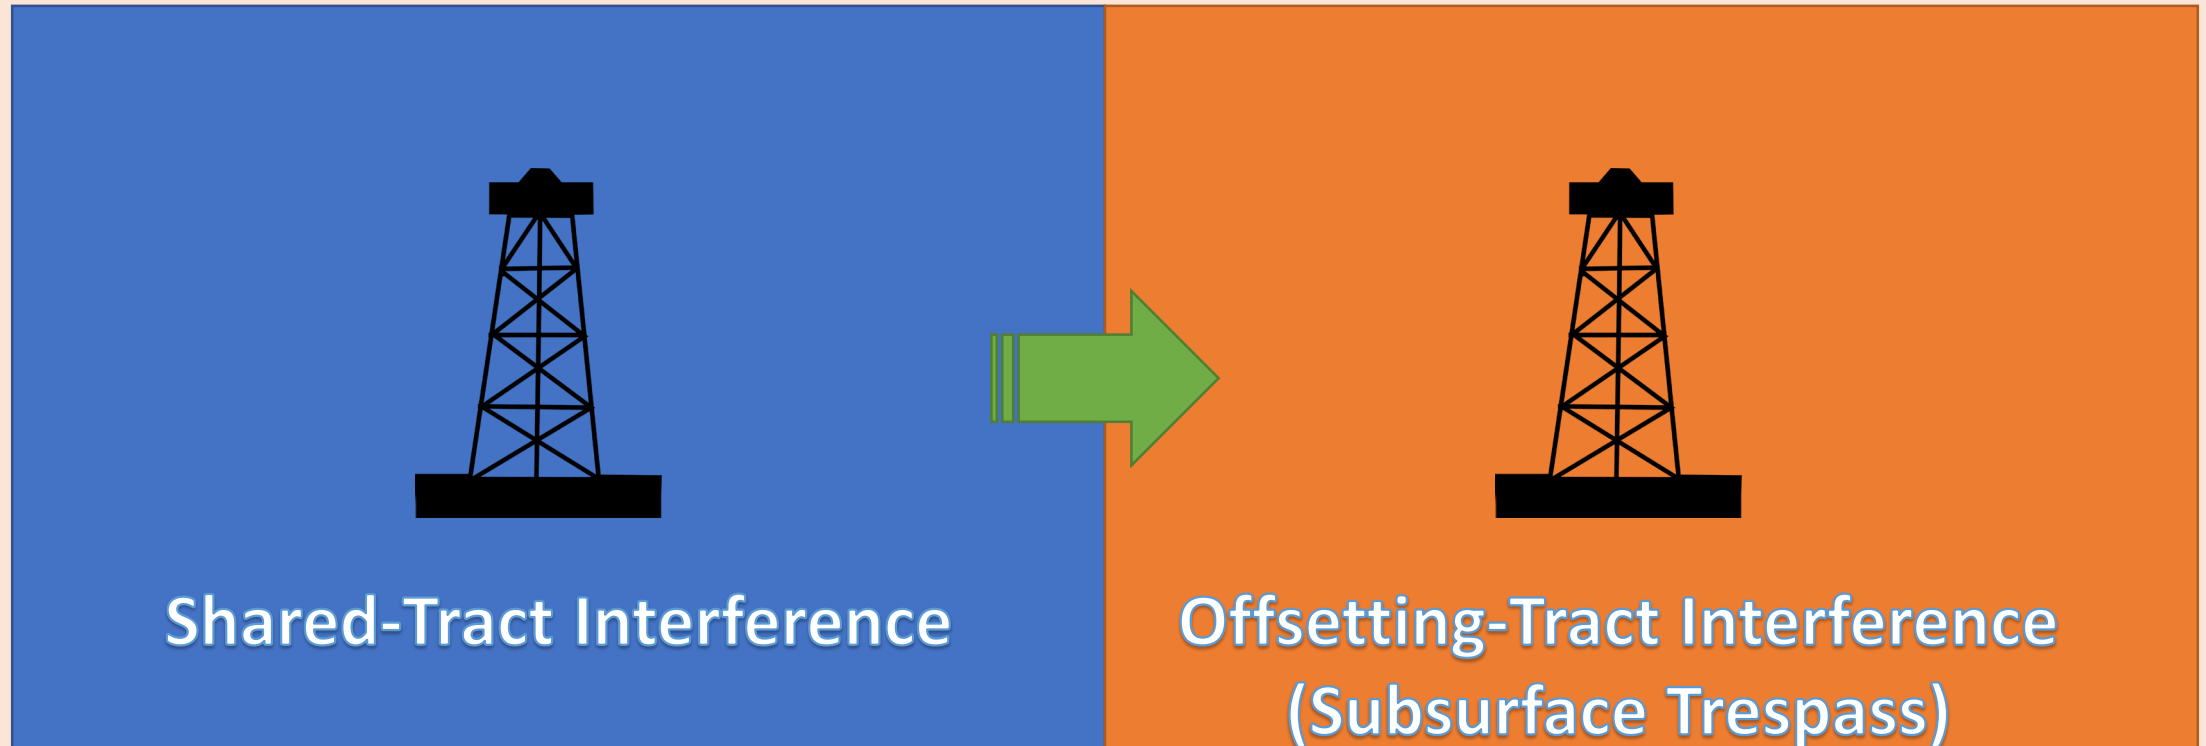 Shared-Tract Interference
Offsetting-Tract Interference
(Subsurface Trespass)